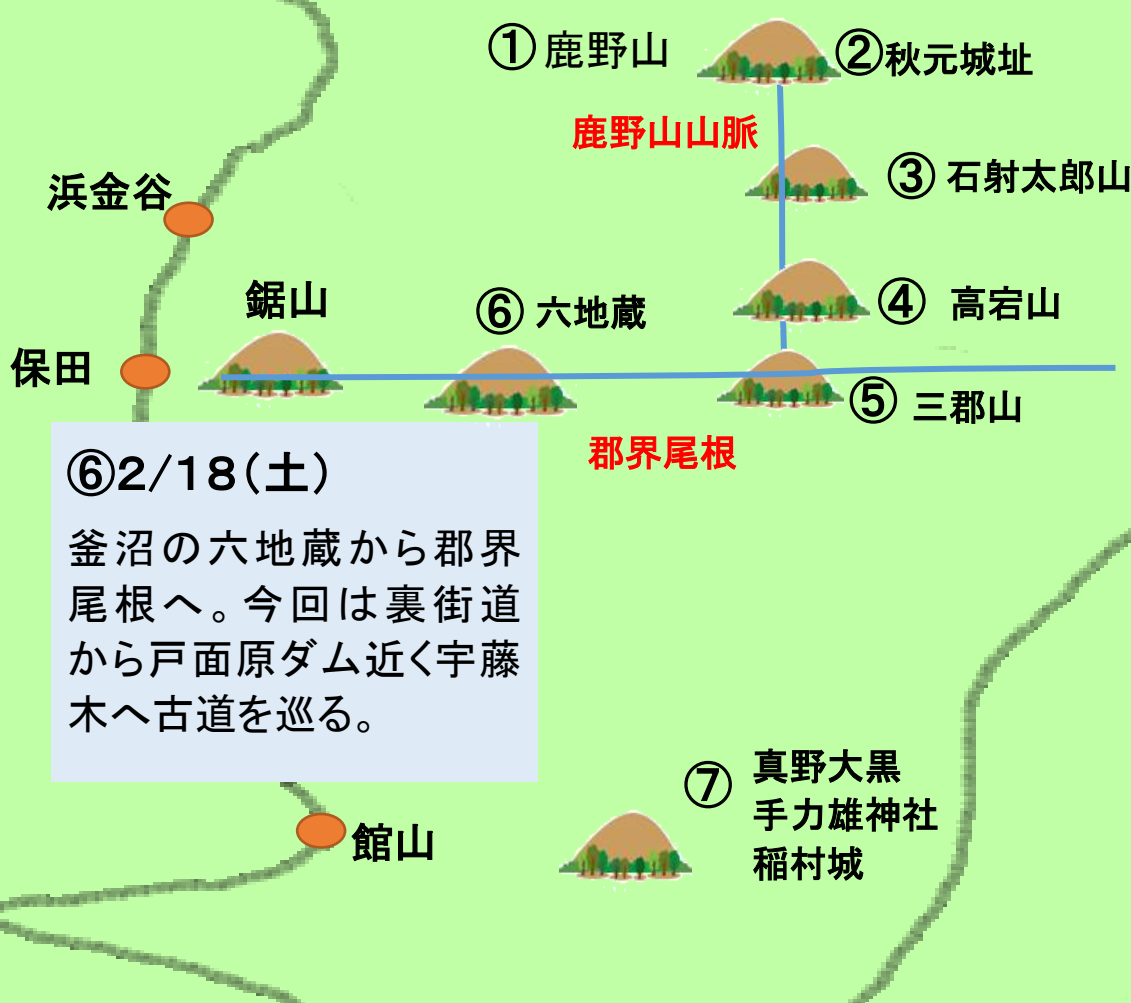 ① 鹿野山
②秋元城址
鹿野山山脈
③ 石射太郎山
浜金谷
鋸山
⑥ 六地蔵
④ 高宕山
保田
⑤ 三郡山
郡界尾根
⑥2/18(土)
釜沼の六地蔵から郡界
尾根へ。今回は裏街道
から戸面原ダム近く宇藤
木へ古道を巡る。
⑦ 真野大黒
手力雄神社
稲村城
館山